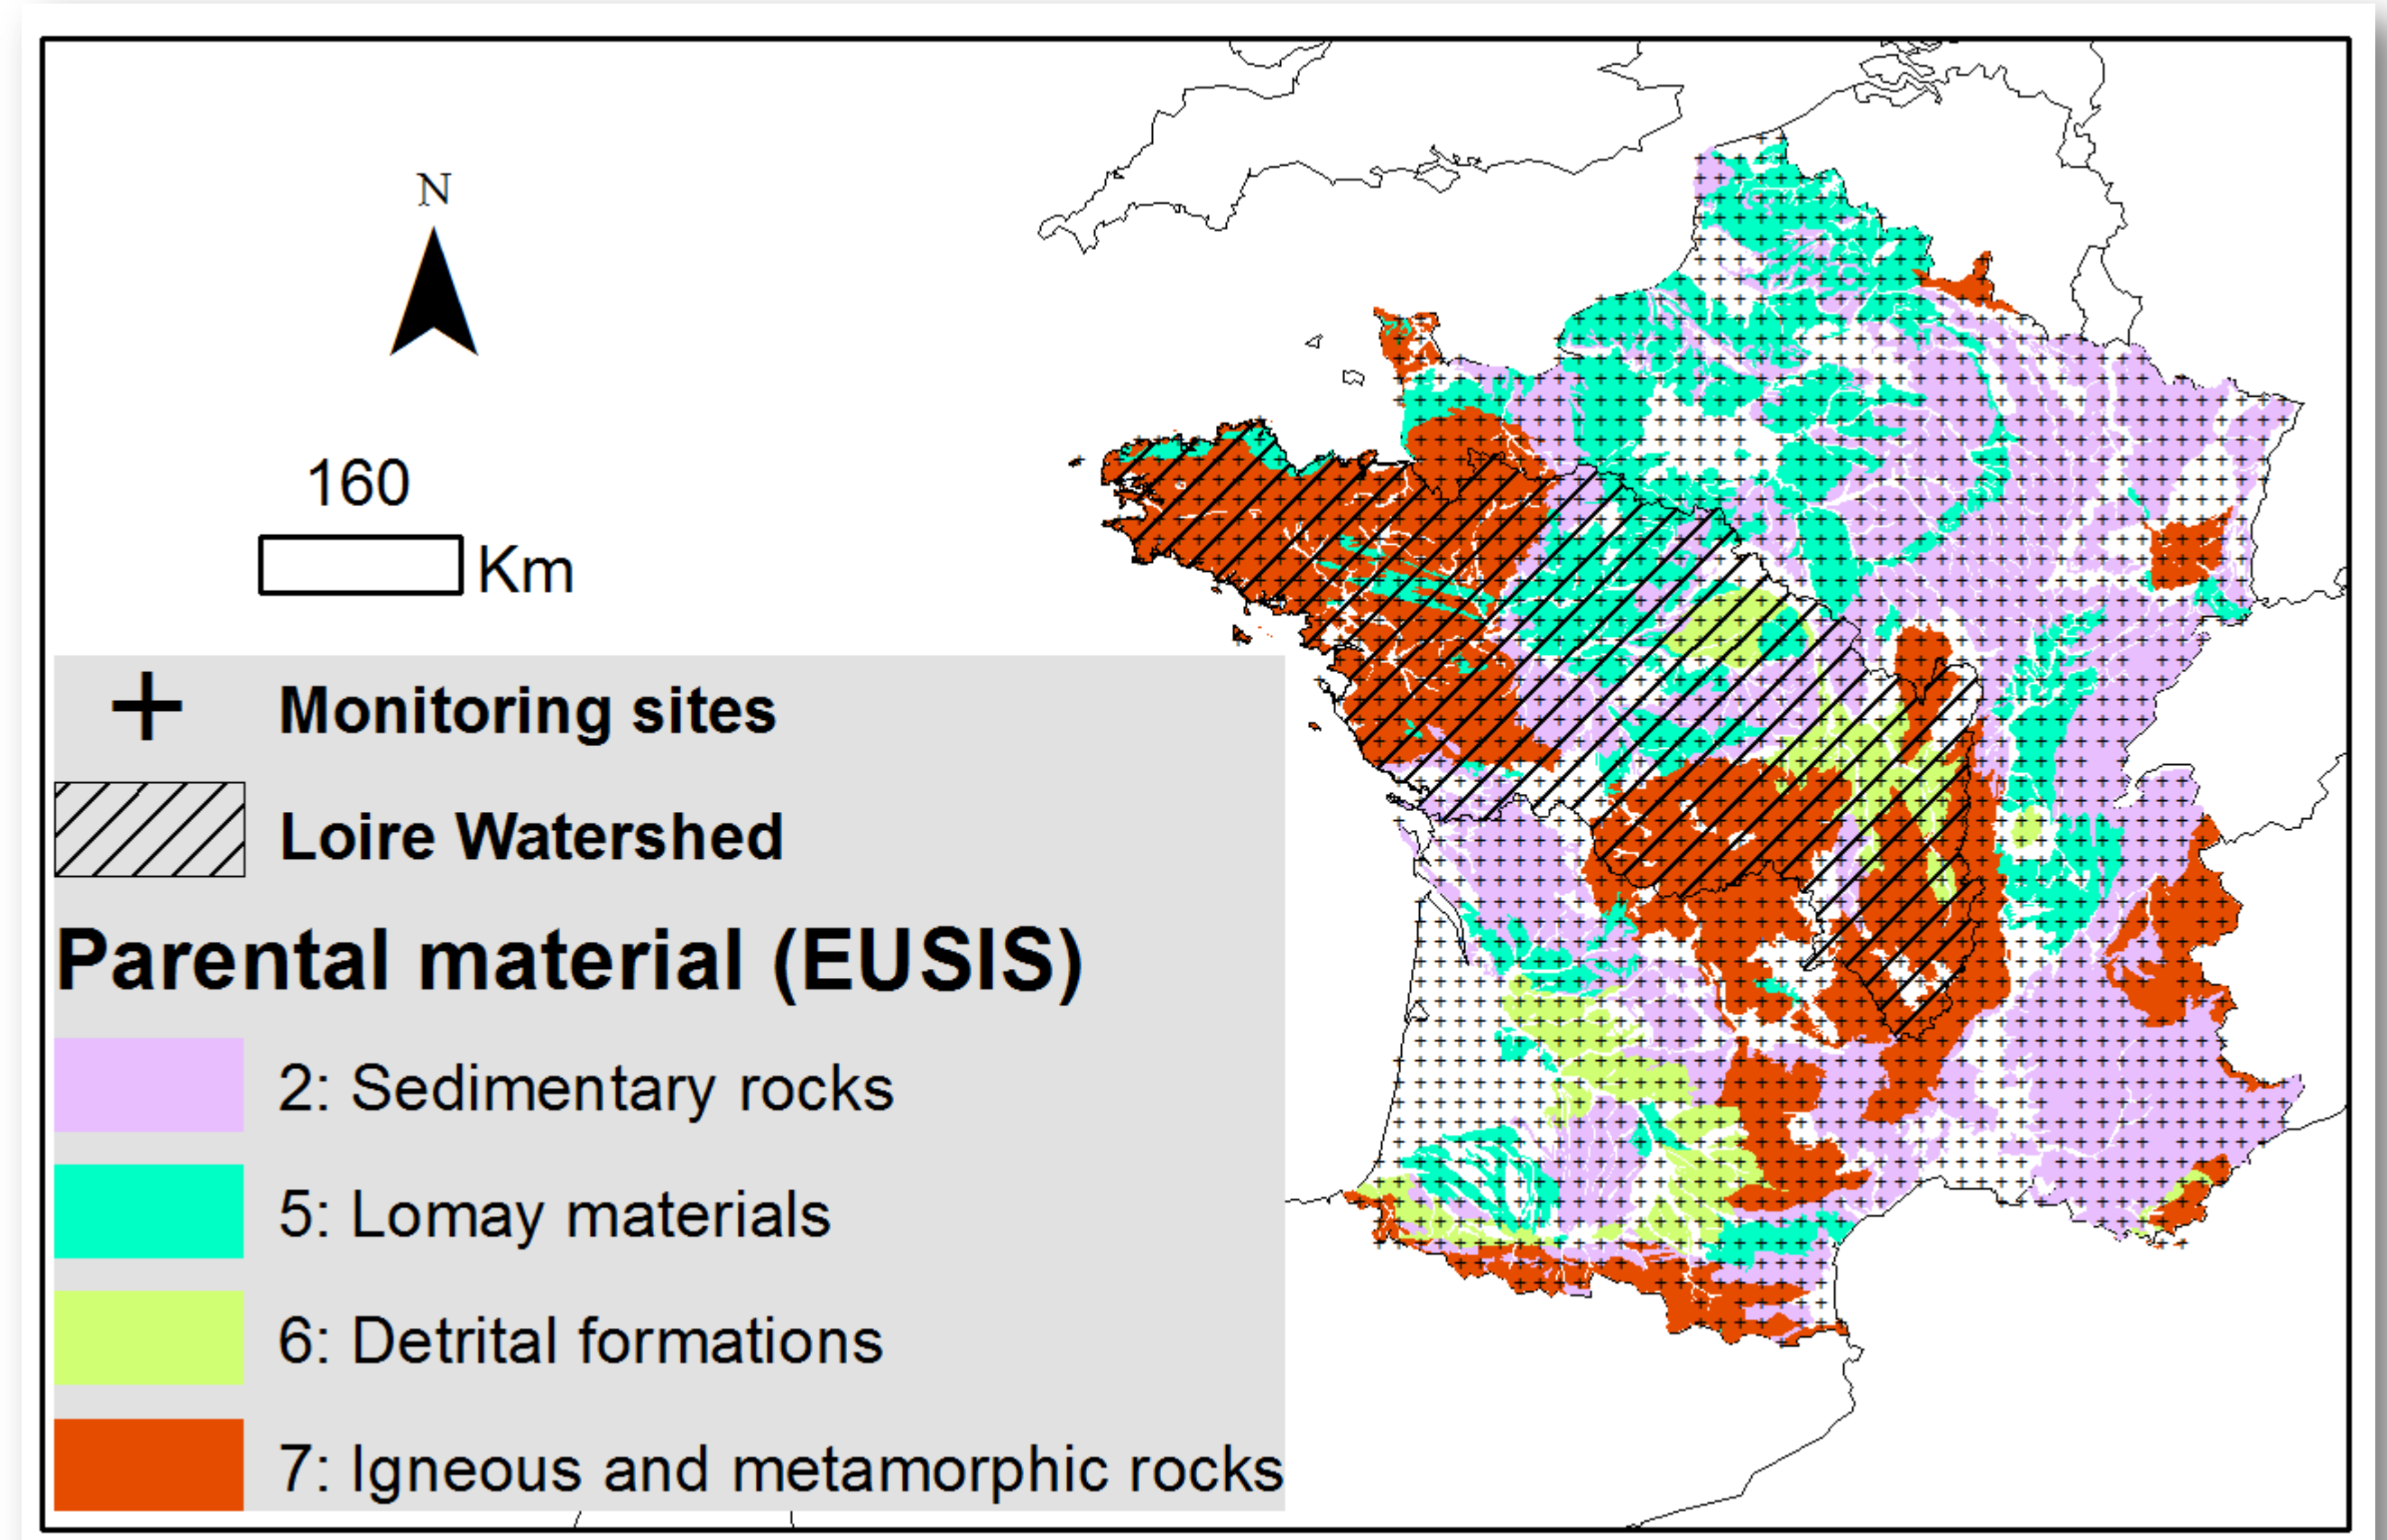 N
160
Km
Monitoring sites
Loire Watershed
Parental material (EUSIS)
2: Sedimentary rocks
5: Lomay materials
6: Detrital formations
7: Igneous and metamorphic rocks